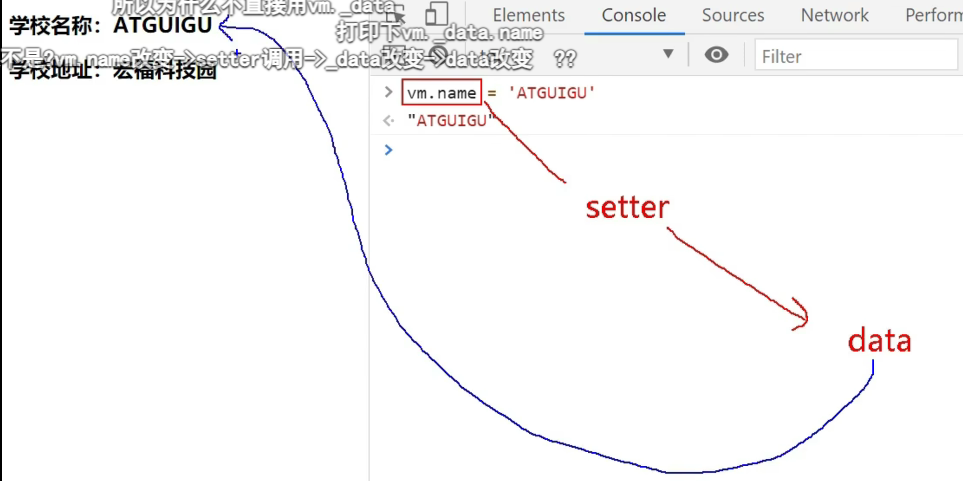 所以为什么不直接用vm._data
学校名称：ATGUIGU
打印下vm._data.name
不是?vm.name改变->setter调用->_data改变->data改变 ??
学校地址：宏福科技园
Elements Console Sources Network Perform
Filter
> vm.name = 'ATGUIGU'
"ATGUIGU"
>
setter
data